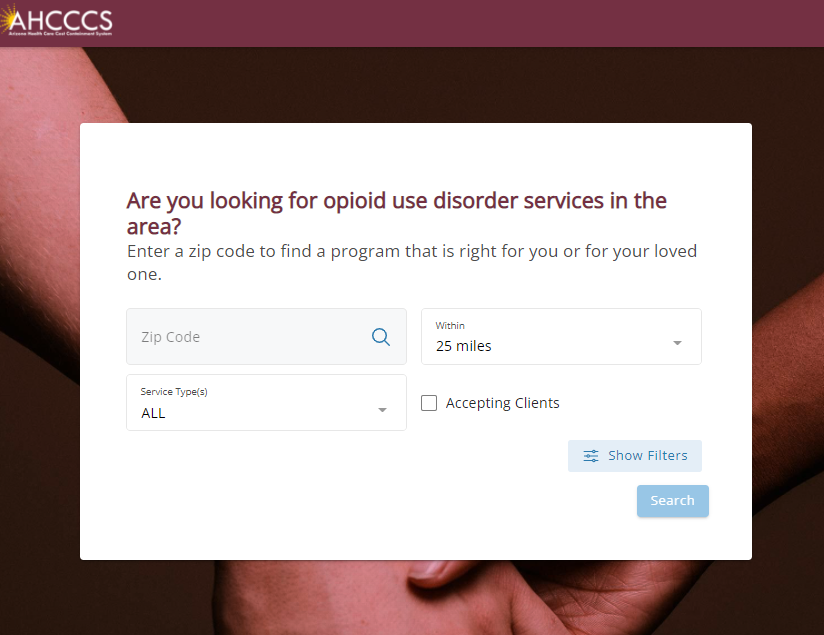 AHCCCS
Arizona Health Care Cost Containment System
Are you looking for opioid use disorder services in the
area?
Enter a zip code to find a program that is right for you or for your loved
one.
Zip Code
Within
25 miles
Service Type(s)
ALL
Accepting Clients
Show Filters
Search